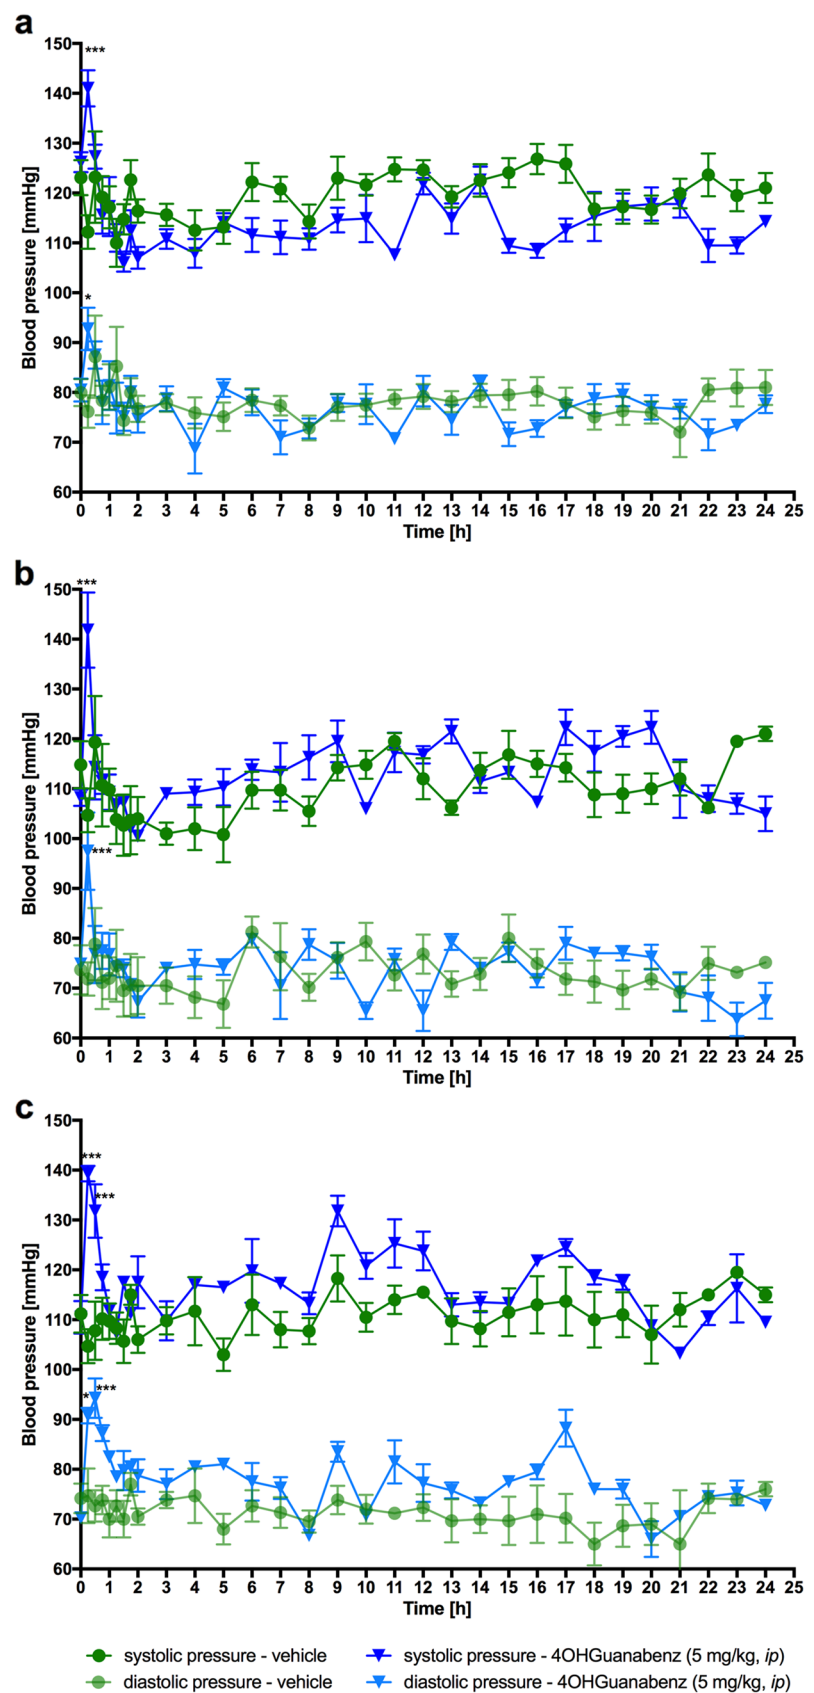 a
***
150
140
130
120
110
100
90
80
70
60
*
Blood pressure [mmHg]
0 1 2 3 4 5 6 7 8 9 10 11 12 13 14 15 16 17 18 19 20 21 22 23 24 25
Time [h]
b
***
150
140
130
120
110
100
90
80
70
60
***
Blood pressure [mmHg]
0 1 2 3 4 5 6 7 8 9 10 11 12 13 14 15 16 17 18 19 20 21 22 23 24 25
Time [h]
c
150
140
130
120
110
100
90
80
70
60
***
***
* ***
Blood pressure [mmHg]
0 1 2 3 4 5 6 7 8 9 10 11 12 13 14 15 16 17 18 19 20 21 22 23 24 25
Time [h]
systolic pressure - vehicle systolic pressure - 4OHGuanabenz (5 mg/kg, ip)
diastolic pressure - vehicle diastolic pressure - 4OHGuanabenz (5 mg/kg, ip)